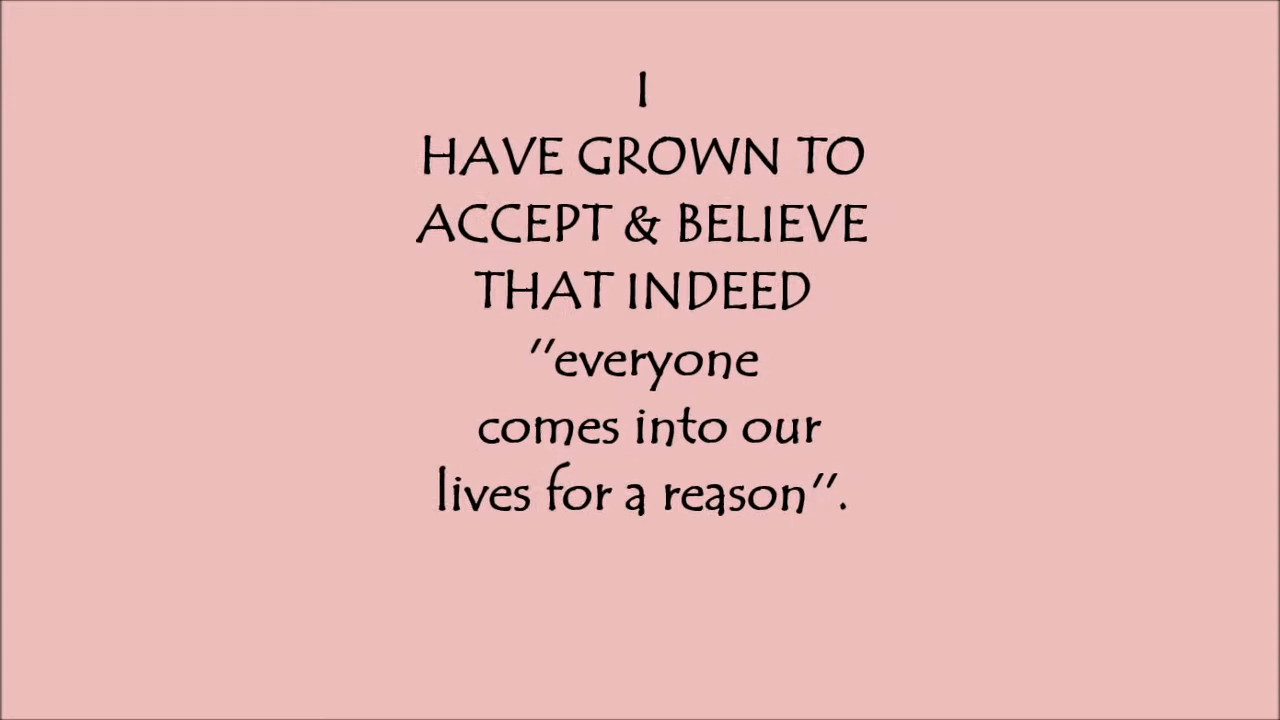 I
HAVE GROWN TO
ACCEPT & BELIEVE
THAT INDEED
"everyone
comes into our
lives for a reason".